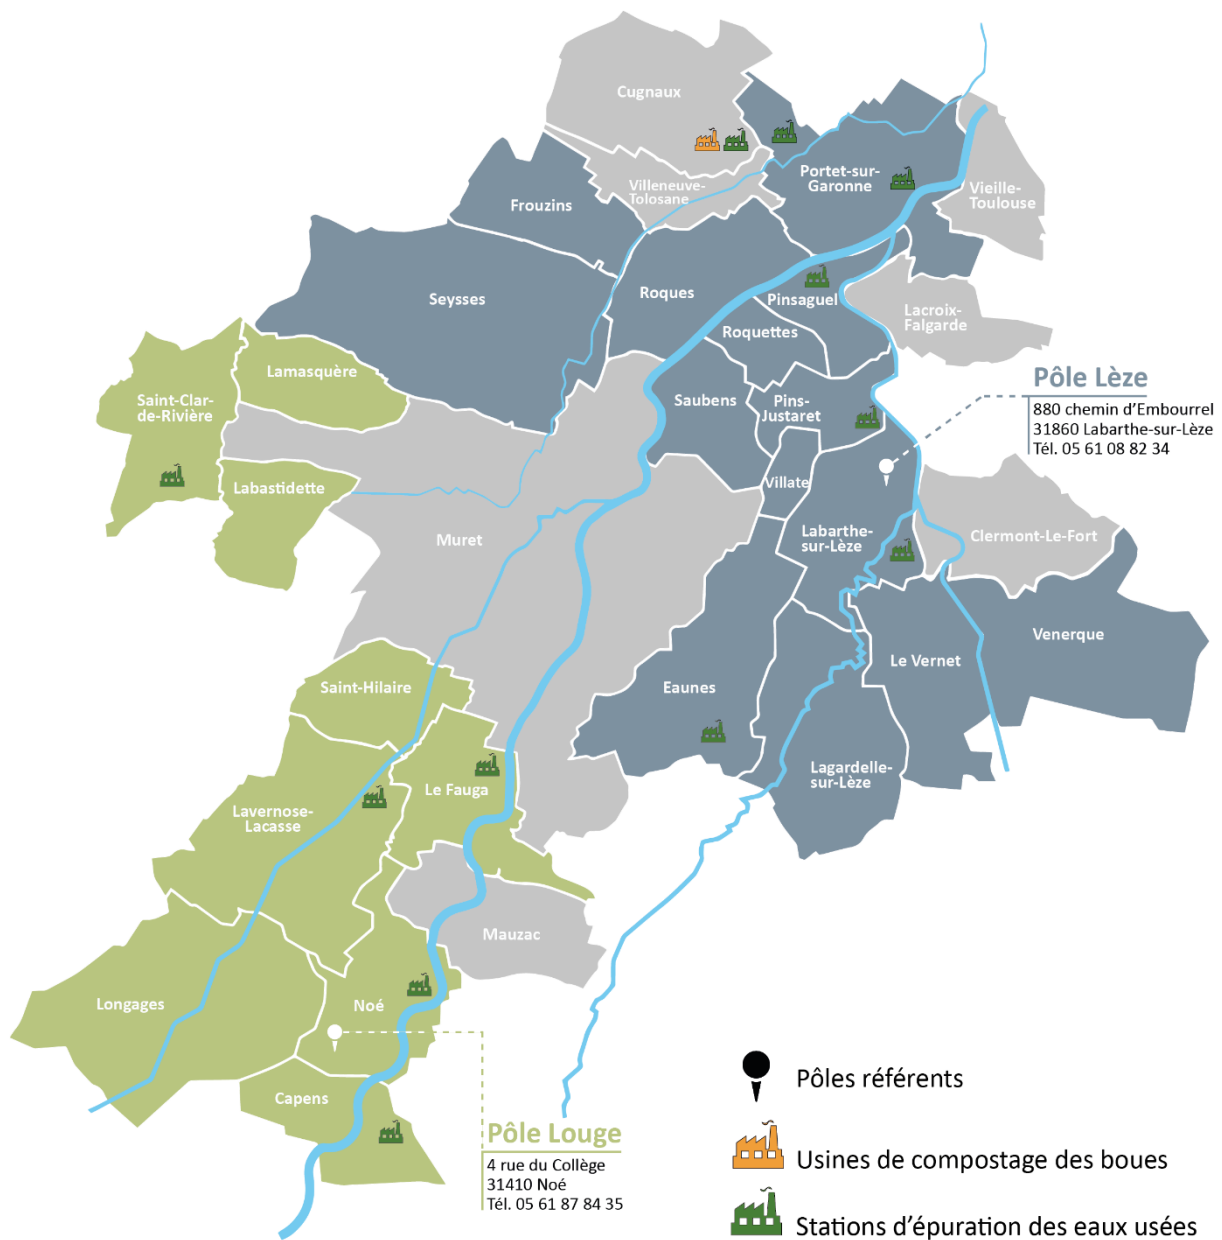 Cugnaux
Villeneuve-
Tolosane
Portet-sur-
Garonne
Vieille-
Toulouse
Frouzins
Seysses
Roques
Pinsaguel
Roquettes
Lacroix-
Falgarde
Lamasquère
Saint-Clar-
de-Rivière
Saubens
Pins-
Justaret
Pôle Lèze
880 chemin d'Embourrel
31860 Labarthe-sur-Lèze
Tél. 05 61 08 82 34
Labastidette
Villate
Muret
Labarthe-
sur-Lèze
Clermont-Le-Fort
Venerque
Le Vernet
Saint-Hilaire
Eaunes
Lagardelle-
sur-Lèze
Le Fauga
Lavernose-
Lacasse
Mauzac
Longages
Noé
Capens
Pôle Louge
4 rue du Collège
31410 Noé
Tél. 05 61 87 84 35
Pôles référents
Usines de compostage des boues
Stations d'épuration des eaux usées